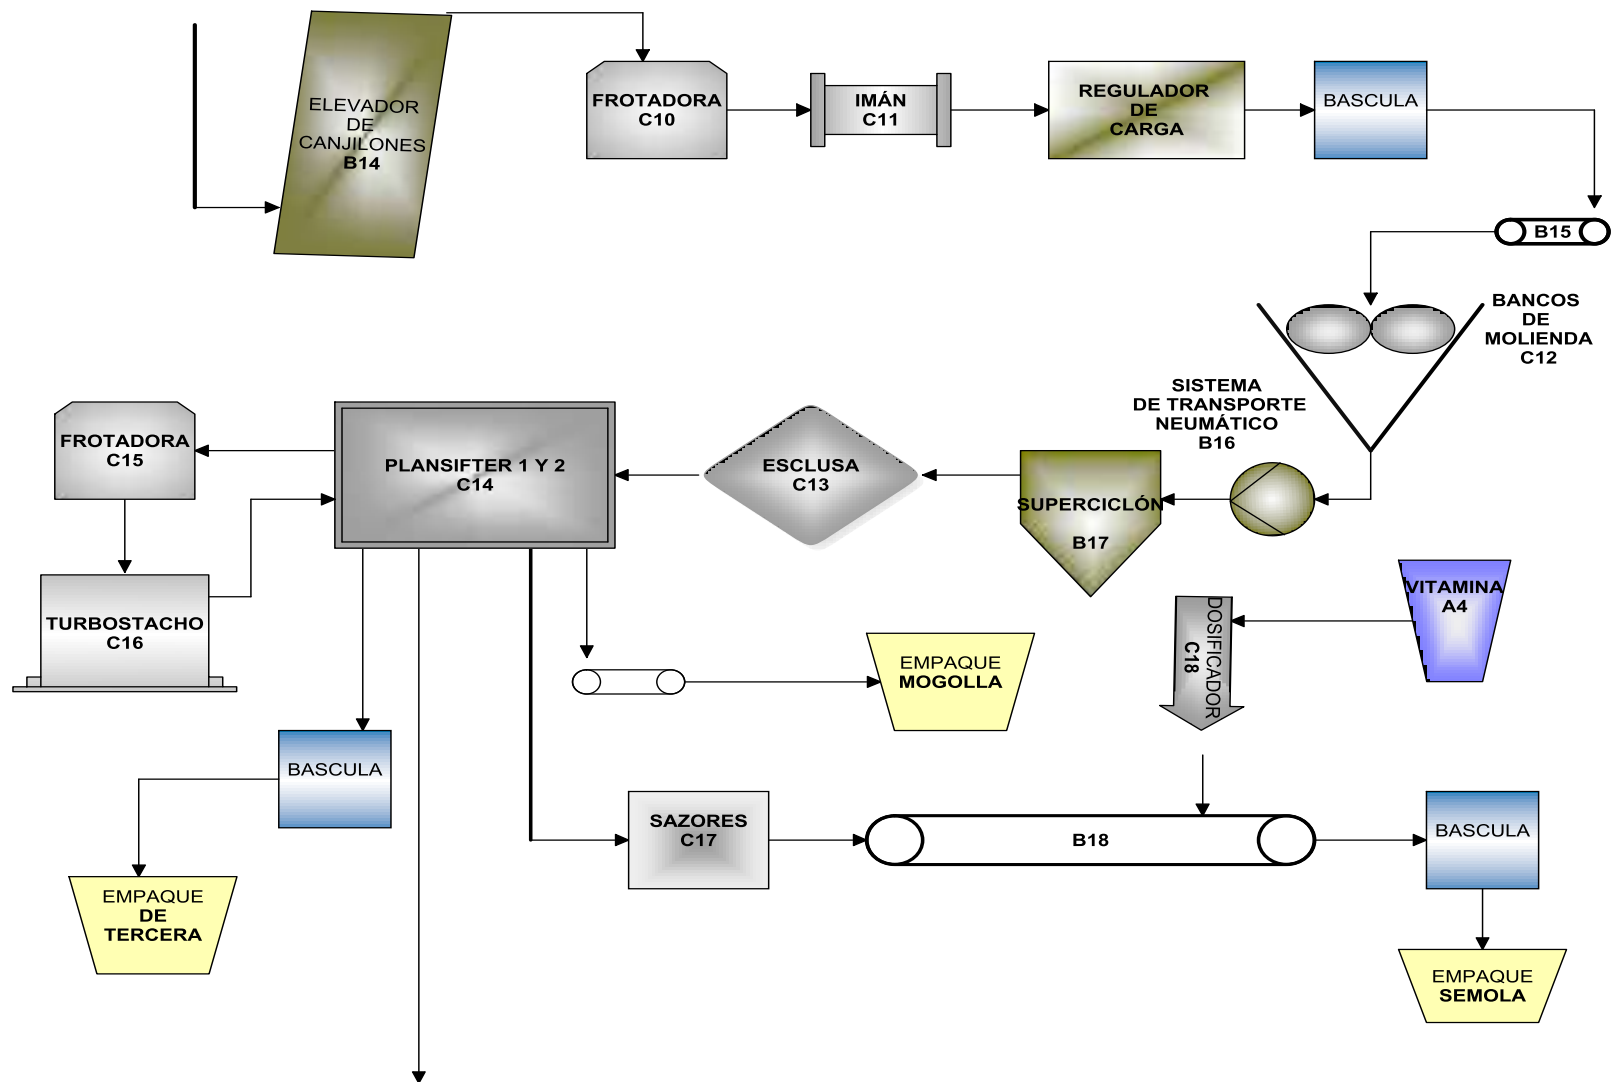 ELEVADOR
DE
CANJILONES
B14
FROTADORA
C10
IMÁN
C11
REGULADOR
DE
CARGA
BASCULA
B15
BANCOS
DE
MOLIENDA
C12
SISTEMA
DE TRANSPORTE
NEUMÁTICO
B16
SUPERCICLÓN
B17
ESCLUSA
C13
PLANSIFTER 1 Y 2
C14
FROTADORA
C15
TURBOSTACHO
C16
VITAMINA
A4
DOSIFICADOR
C18
EMPAQUE
MOGOLLA
BASCULA
SAZORES
C17
B18
BASCULA
EMPAQUE
DE
TERCERA
EMPAQUE
SEMOLA